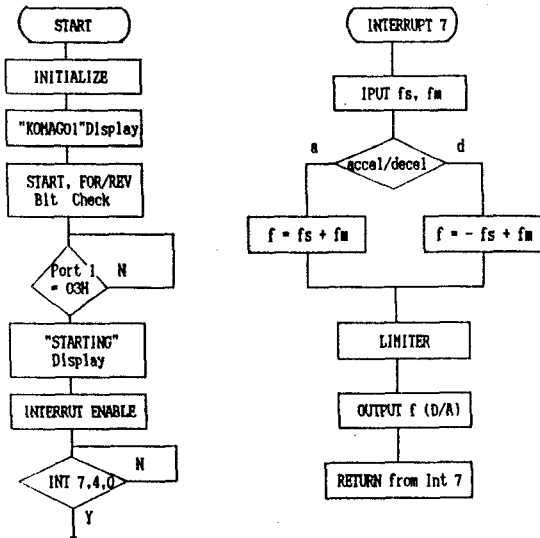 START
INITIALIZE
"KOMAGO1"Display
START, FOR/REV
Bit Check
Port 1
= 03H
N
"STARTING"
Display
INTERRUT ENABLE
INT 7,4,0
N
Y
INTERRUPT 7
IPUT fs, fm
a
accel/decel
d
f = fs + fm
f = - fs + fm
LIMITER
OUTPUT f (D/A)
RETURN from Int 7